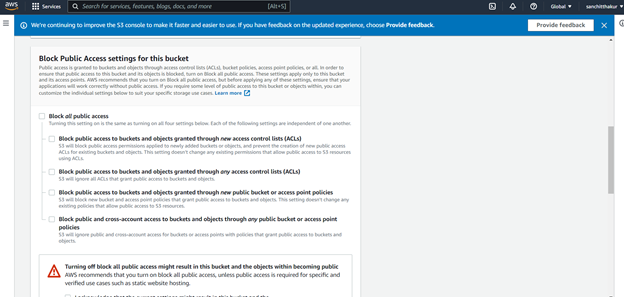 aws
Services
Search for services, features, blogs, docs, and more
[Alt+S]
Global
sanchitthakur
We're continuing to improve the S3 console to make it faster and easier to use. If you have feedback on the updated experience, choose Provide feedback.
Provide feedback
Block Public Access settings for this bucket
Public access is granted to buckets and objects through access control lists (ACLs), bucket policies, access point policies, or all. In order to
ensure that public access to this bucket and its objects is blocked, turn on Block all public access. These settings apply only to this bucket
and its access points. AWS recommends that you turn on Block all public access, but before applying any of these settings, ensure that your
applications will work correctly without public access. If you require some level of public access to this bucket or objects within, you can
customize the individual settings below to suit your specific storage use cases. Learn more
Block all public access
Turning this setting on is the same as turning on all four settings below. Each of the following settings are independent of one another.
Block public access to buckets and objects granted through new access control lists (ACLs)
S3 will block public access permissions applied to newly added buckets or objects, and prevent the creation of new public access
ACLs for existing buckets and objects. This setting doesn't change any existing permissions that allow public access to S3 resources
using ACLs.
Block public access to buckets and objects granted through any access control lists (ACLs)
S3 will ignore all ACLs that grant public access to buckets and objects.
Block public access to buckets and objects granted through new public bucket or access point policies
S3 will block new bucket and access point policies that grant public access to buckets and objects. This setting doesn't change any
existing policies that allow public access to S3 resources.
Block public and cross-account access to buckets and objects through any public bucket or access point
policies
S3 will ignore public and cross-account access for buckets or access points with policies that grant public access to buckets and
objects.
Turning off block all public access might result in this bucket and the objects within becoming public
AWS recommends that you turn on block all public access, unless public access is required for specific and
verified use cases such as static website hosting.